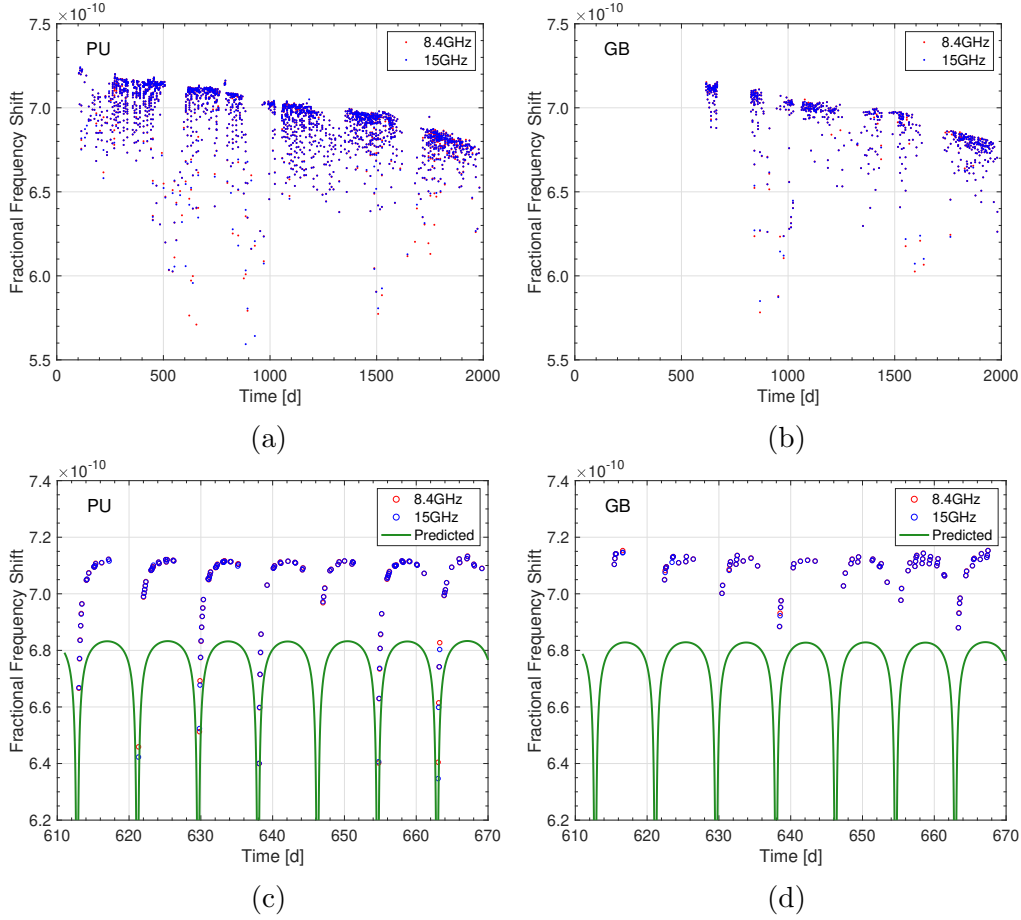 ×10⁻¹⁰
PU
8.4GHz
15GHz
Fractional Frequency Shift
7.5
7.0
6.5
6.0
5.5
0 500 1000 1500 2000
Time [d]
(a)
×10⁻¹⁰
GB
8.4GHz
15GHz
Fractional Frequency Shift
7.5
7.0
6.5
6.0
5.5
0 500 1000 1500 2000
Time [d]
(b)
×10⁻¹⁰
PU
8.4GHz
15GHz
Predicted
Fractional Frequency Shift
7.4
7.2
7.0
6.8
6.6
6.4
6.2
610 620 630 640 650 660 670
Time [d]
(c)
×10⁻¹⁰
GB
8.4GHz
15GHz
Predicted
Fractional Frequency Shift
7.4
7.2
7.0
6.8
6.6
6.4
6.2
610 620 630 640 650 660 670
Time [d]
(d)